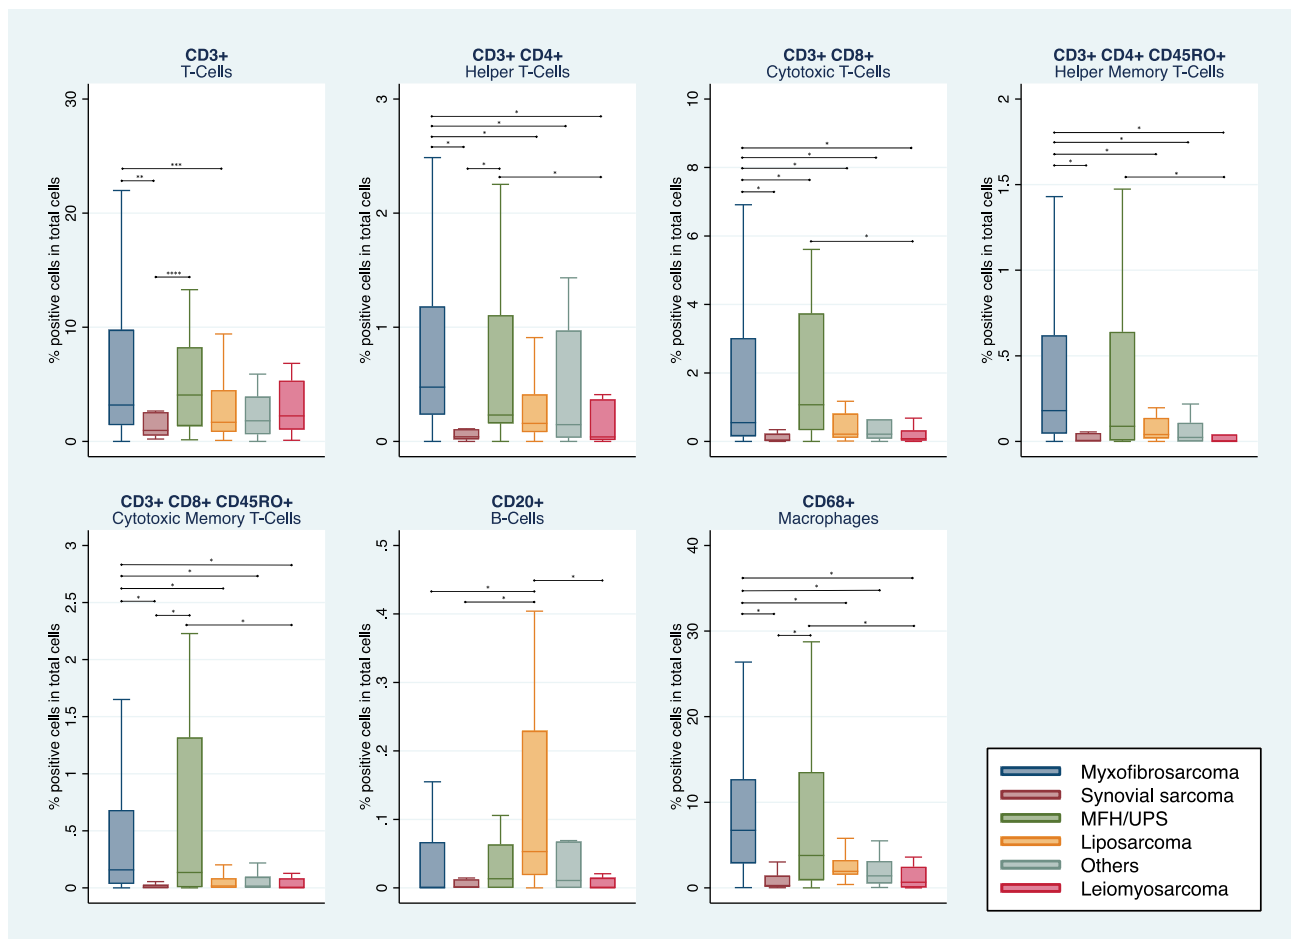 CD3+
T-Cells
% positive cells in total cells
30
20
10
0
***
**
****
CD3+ CD4+
Helper T-Cells
% positive cells in total cells
3
2
1
0
*
*
*
*
*
*
CD3+ CD8+
Cytotoxic T-Cells
% positive cells in total cells
10
8
6
4
2
0
*
*
*
*
*
*
CD3+ CD4+ CD45RO+
Helper Memory T-Cells
% positive cells in total cells
2
1.5
1
.5
0
*
*
*
*
*
CD3+ CD8+ CD45RO+
Cytotoxic Memory T-Cells
% positive cells in total cells
3
2.5
2
1.5
1
.5
0
*
*
*
*
*
*
CD20+
B-Cells
% positive cells in total cells
.5
.4
.3
.2
.1
0
*
*
*
CD68+
Macrophages
% positive cells in total cells
40
30
20
10
0
*
*
*
*
*
*
Myxofibrosarcoma
Synovial sarcoma
MFH/UPS
Liposarcoma
Others
Leiomyosarcoma